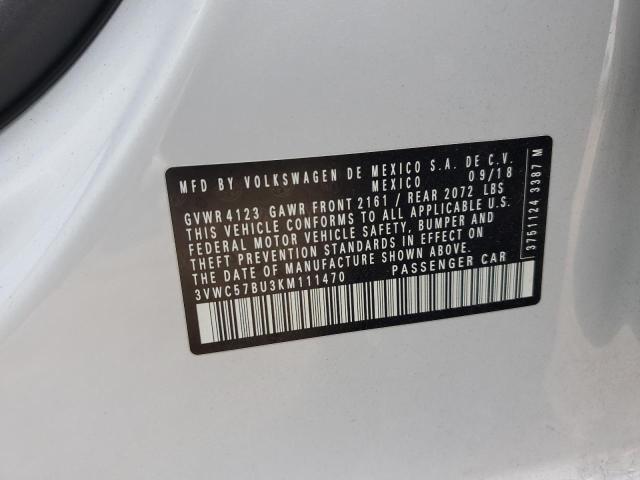 MFD BY VOLKSWAGEN DE MEXICO S.A. DE C.V.
MEXICO 09/18
GVWR 4123 GAWR FRONT 2161 / REAR 2072 LBS
THIS VEHICLE CONFORMS TO ALL APPLICABLE U.S.
FEDERAL MOTOR VEHICLE SAFETY, BUMPER AND
THEFT PREVENTION STANDARDS IN EFFECT ON
THE DATE OF MANUFACTURE SHOWN ABOVE.
3VWC57BU3KM111470 PASSENGER CAR
3751124 3387 M